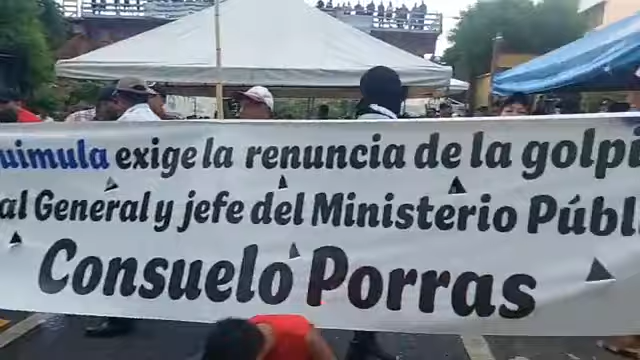 uimula exige la renuncia de la golpi
al General y jefe del Ministerio Públi
Consuelo Porras